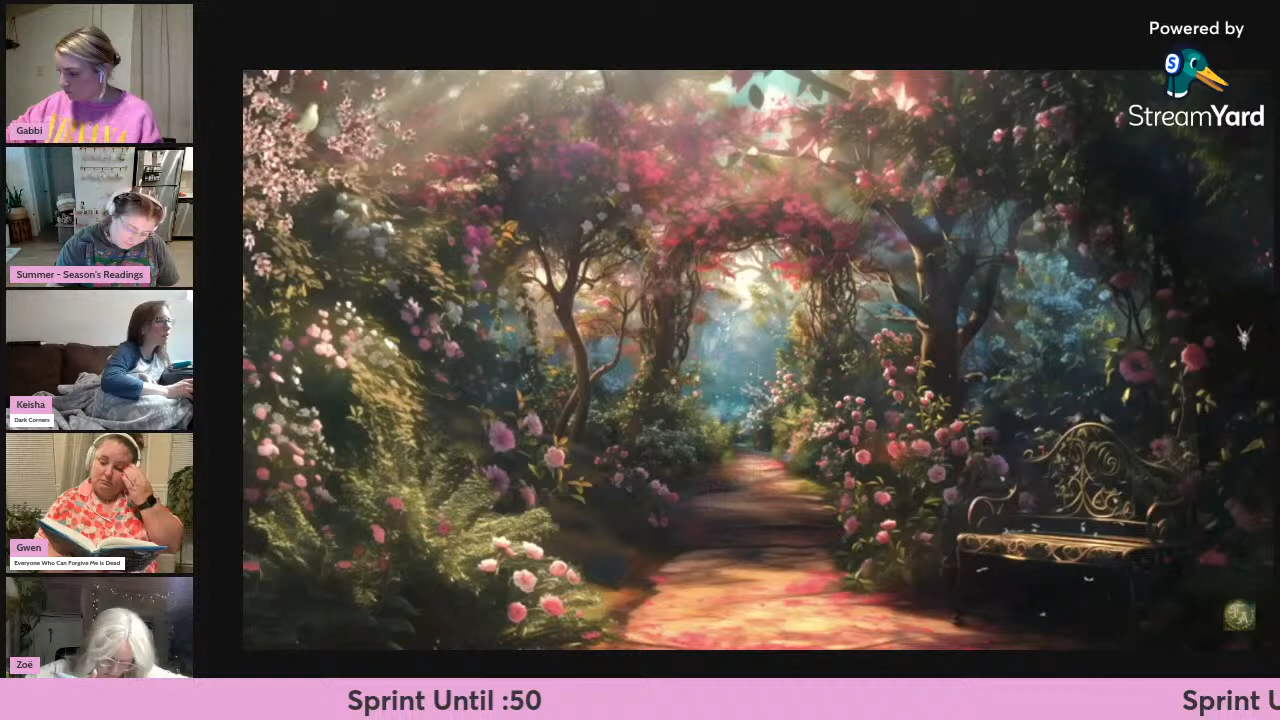 Powered by
S
StreamYard
Gabbi
Summer - Season's Readings
Keisha
Dark Corners
Gwen
Everyone Who Can Forgive Me Is Dead
Zoë
Sprint Until :50
Sprint U